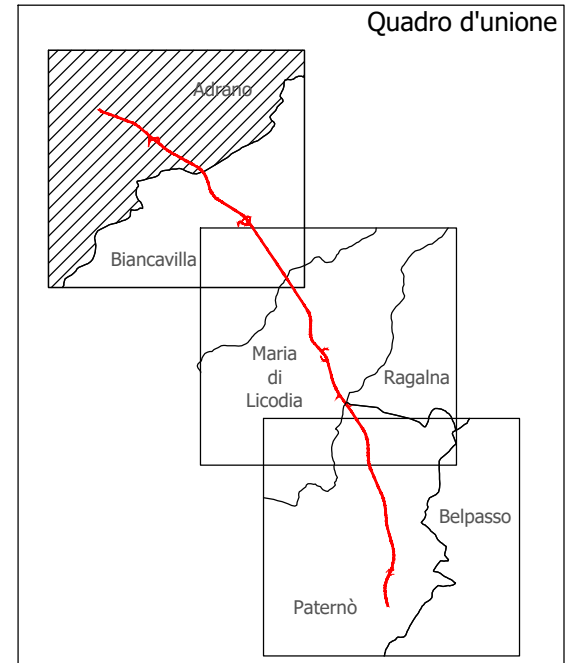 Quadro d'unione
Adrano
Biancavilla
Maria
di
Licodia
Ragalna
Belpasso
Paternò